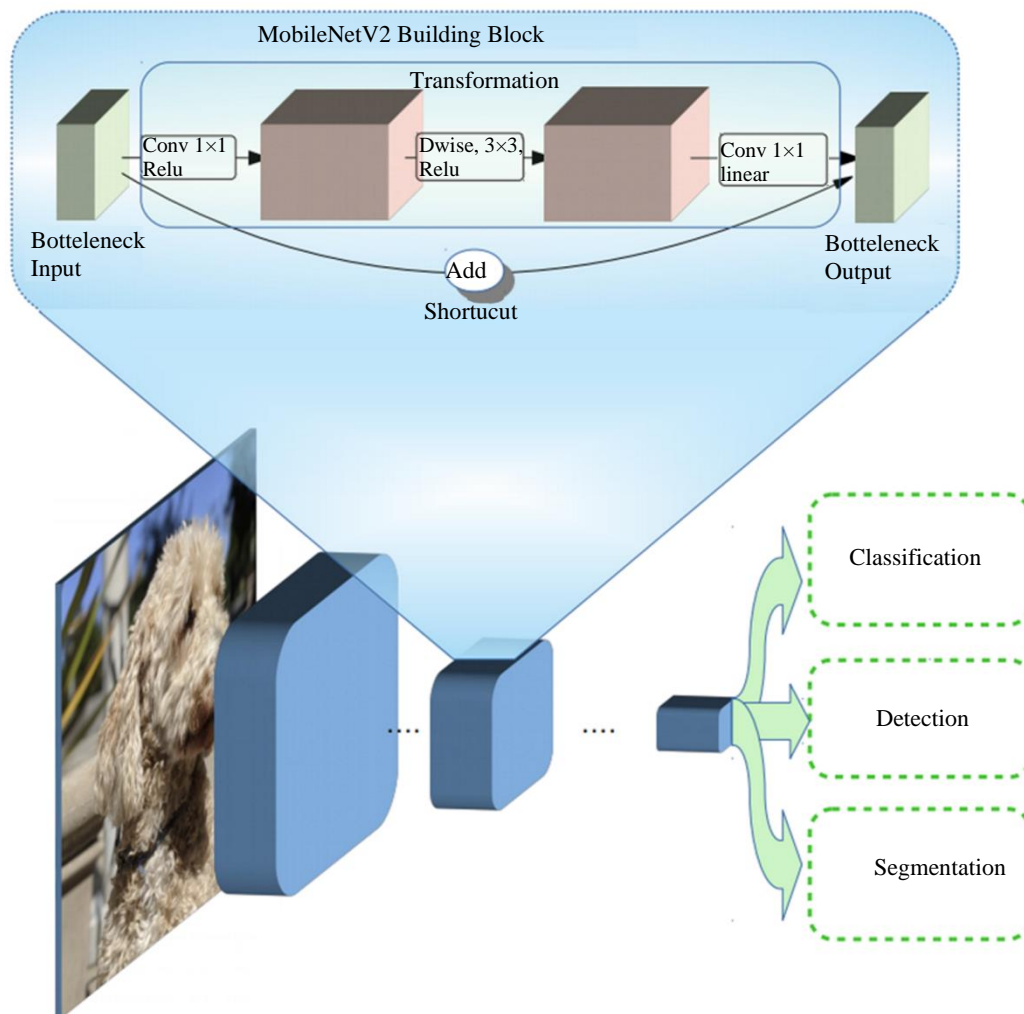 MobileNetV2 Building Block
Transformation
Conv 1×1
Relu
Dwise, 3×3,
Relu
Conv 1×1
linear
Botteleneck
Input
Add
Shortucut
Botteleneck
Output
....
....
Classification
Detection
Segmentation